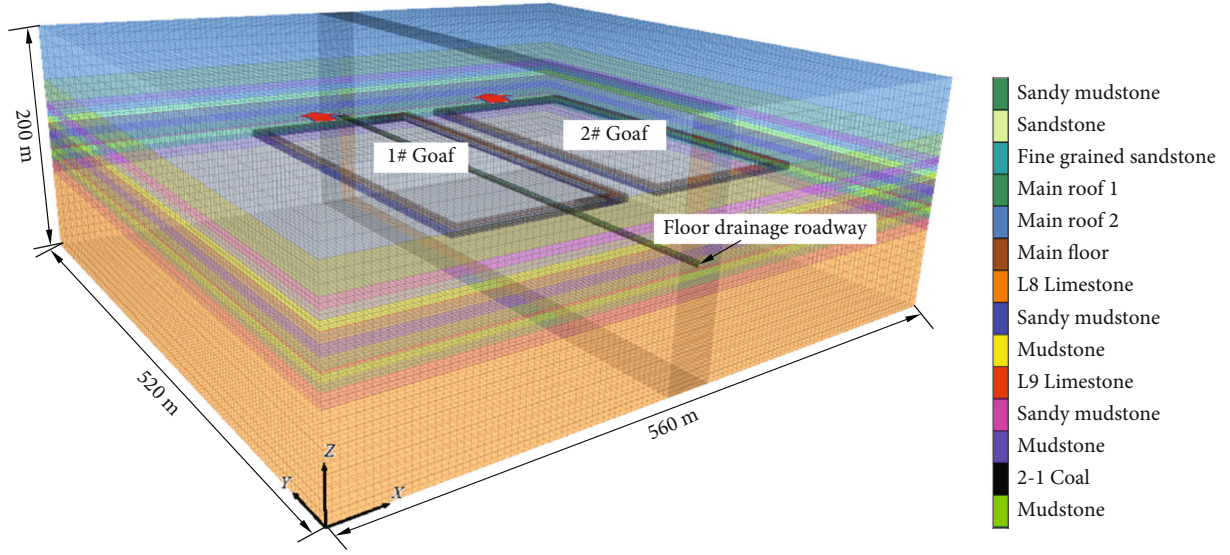 200 m
1# Goaf
2# Goaf
Floor drainage roadway
520 m
560 m
Z
Y
X
Sandy mudstone
Sandstone
Fine grained sandstone
Main roof 1
Main roof 2
Main floor
L8 Limestone
Sandy mudstone
Mudstone
L9 Limestone
Sandy mudstone
Mudstone
2-1 Coal
Mudstone